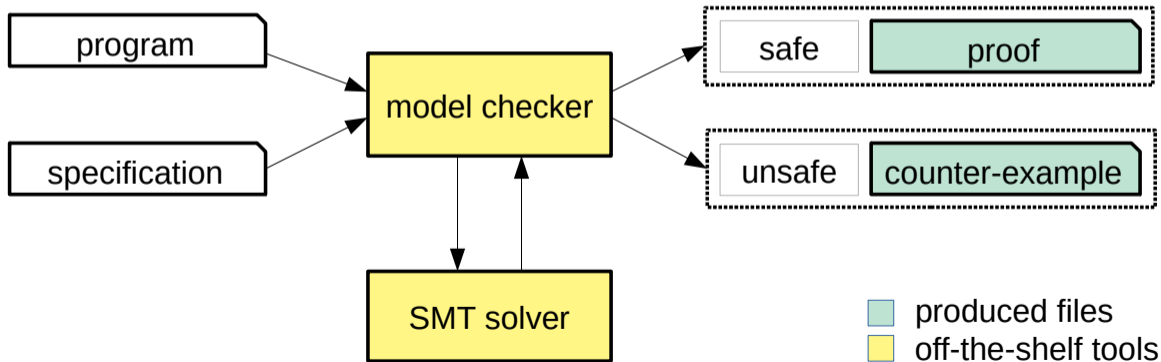 program
specification
model checker
SMT solver
safe
proof
unsafe
counter-example
produced files
off-the-shelf tools